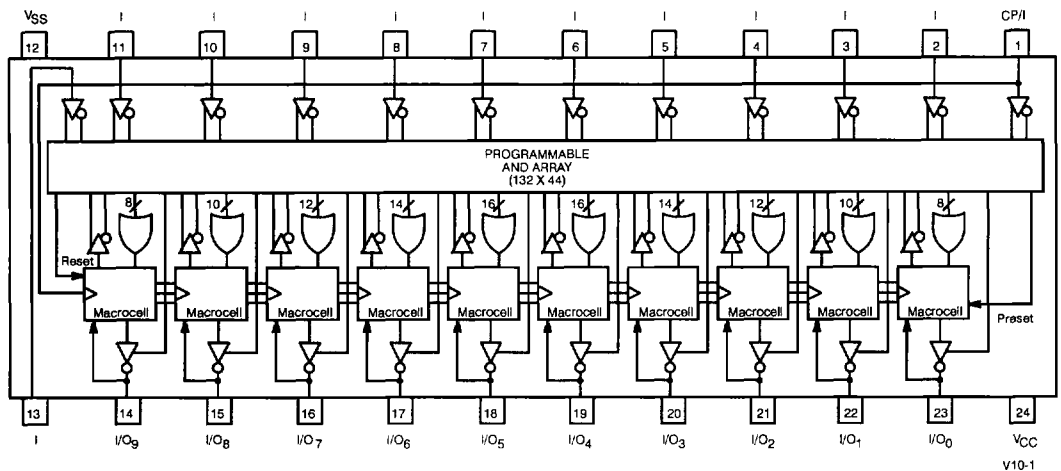 VSS I I I I I I I I I I CP/I
12 11 10 9 8 7 6 5 4 3 2 1
PROGRAMMABLE
AND ARRAY
(132 X 44)
8 10 12 14 16 16 14 12 10 8
Reset
Macrocell Macrocell Macrocell Macrocell Macrocell Macrocell Macrocell Macrocell Macrocell Macrocell
Preset
13 14 15 16 17 18 19 20 21 22 23 24
I I/O9 I/O8 I/O7 I/O6 I/O5 I/O4 I/O3 I/O2 I/O1 I/O0 VCC
V10-1